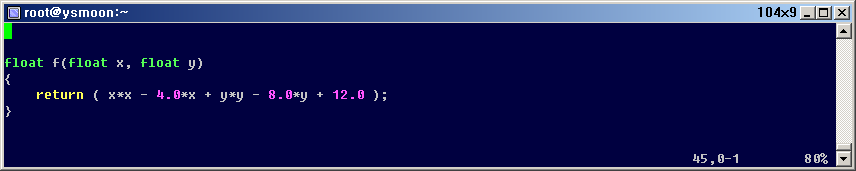 root@ysmoon:~ 104x9
float f(float x, float y)
{
    return ( x*x - 4.0*x + y*y - 8.0*y + 12.0 );
}
45,0-1 80%